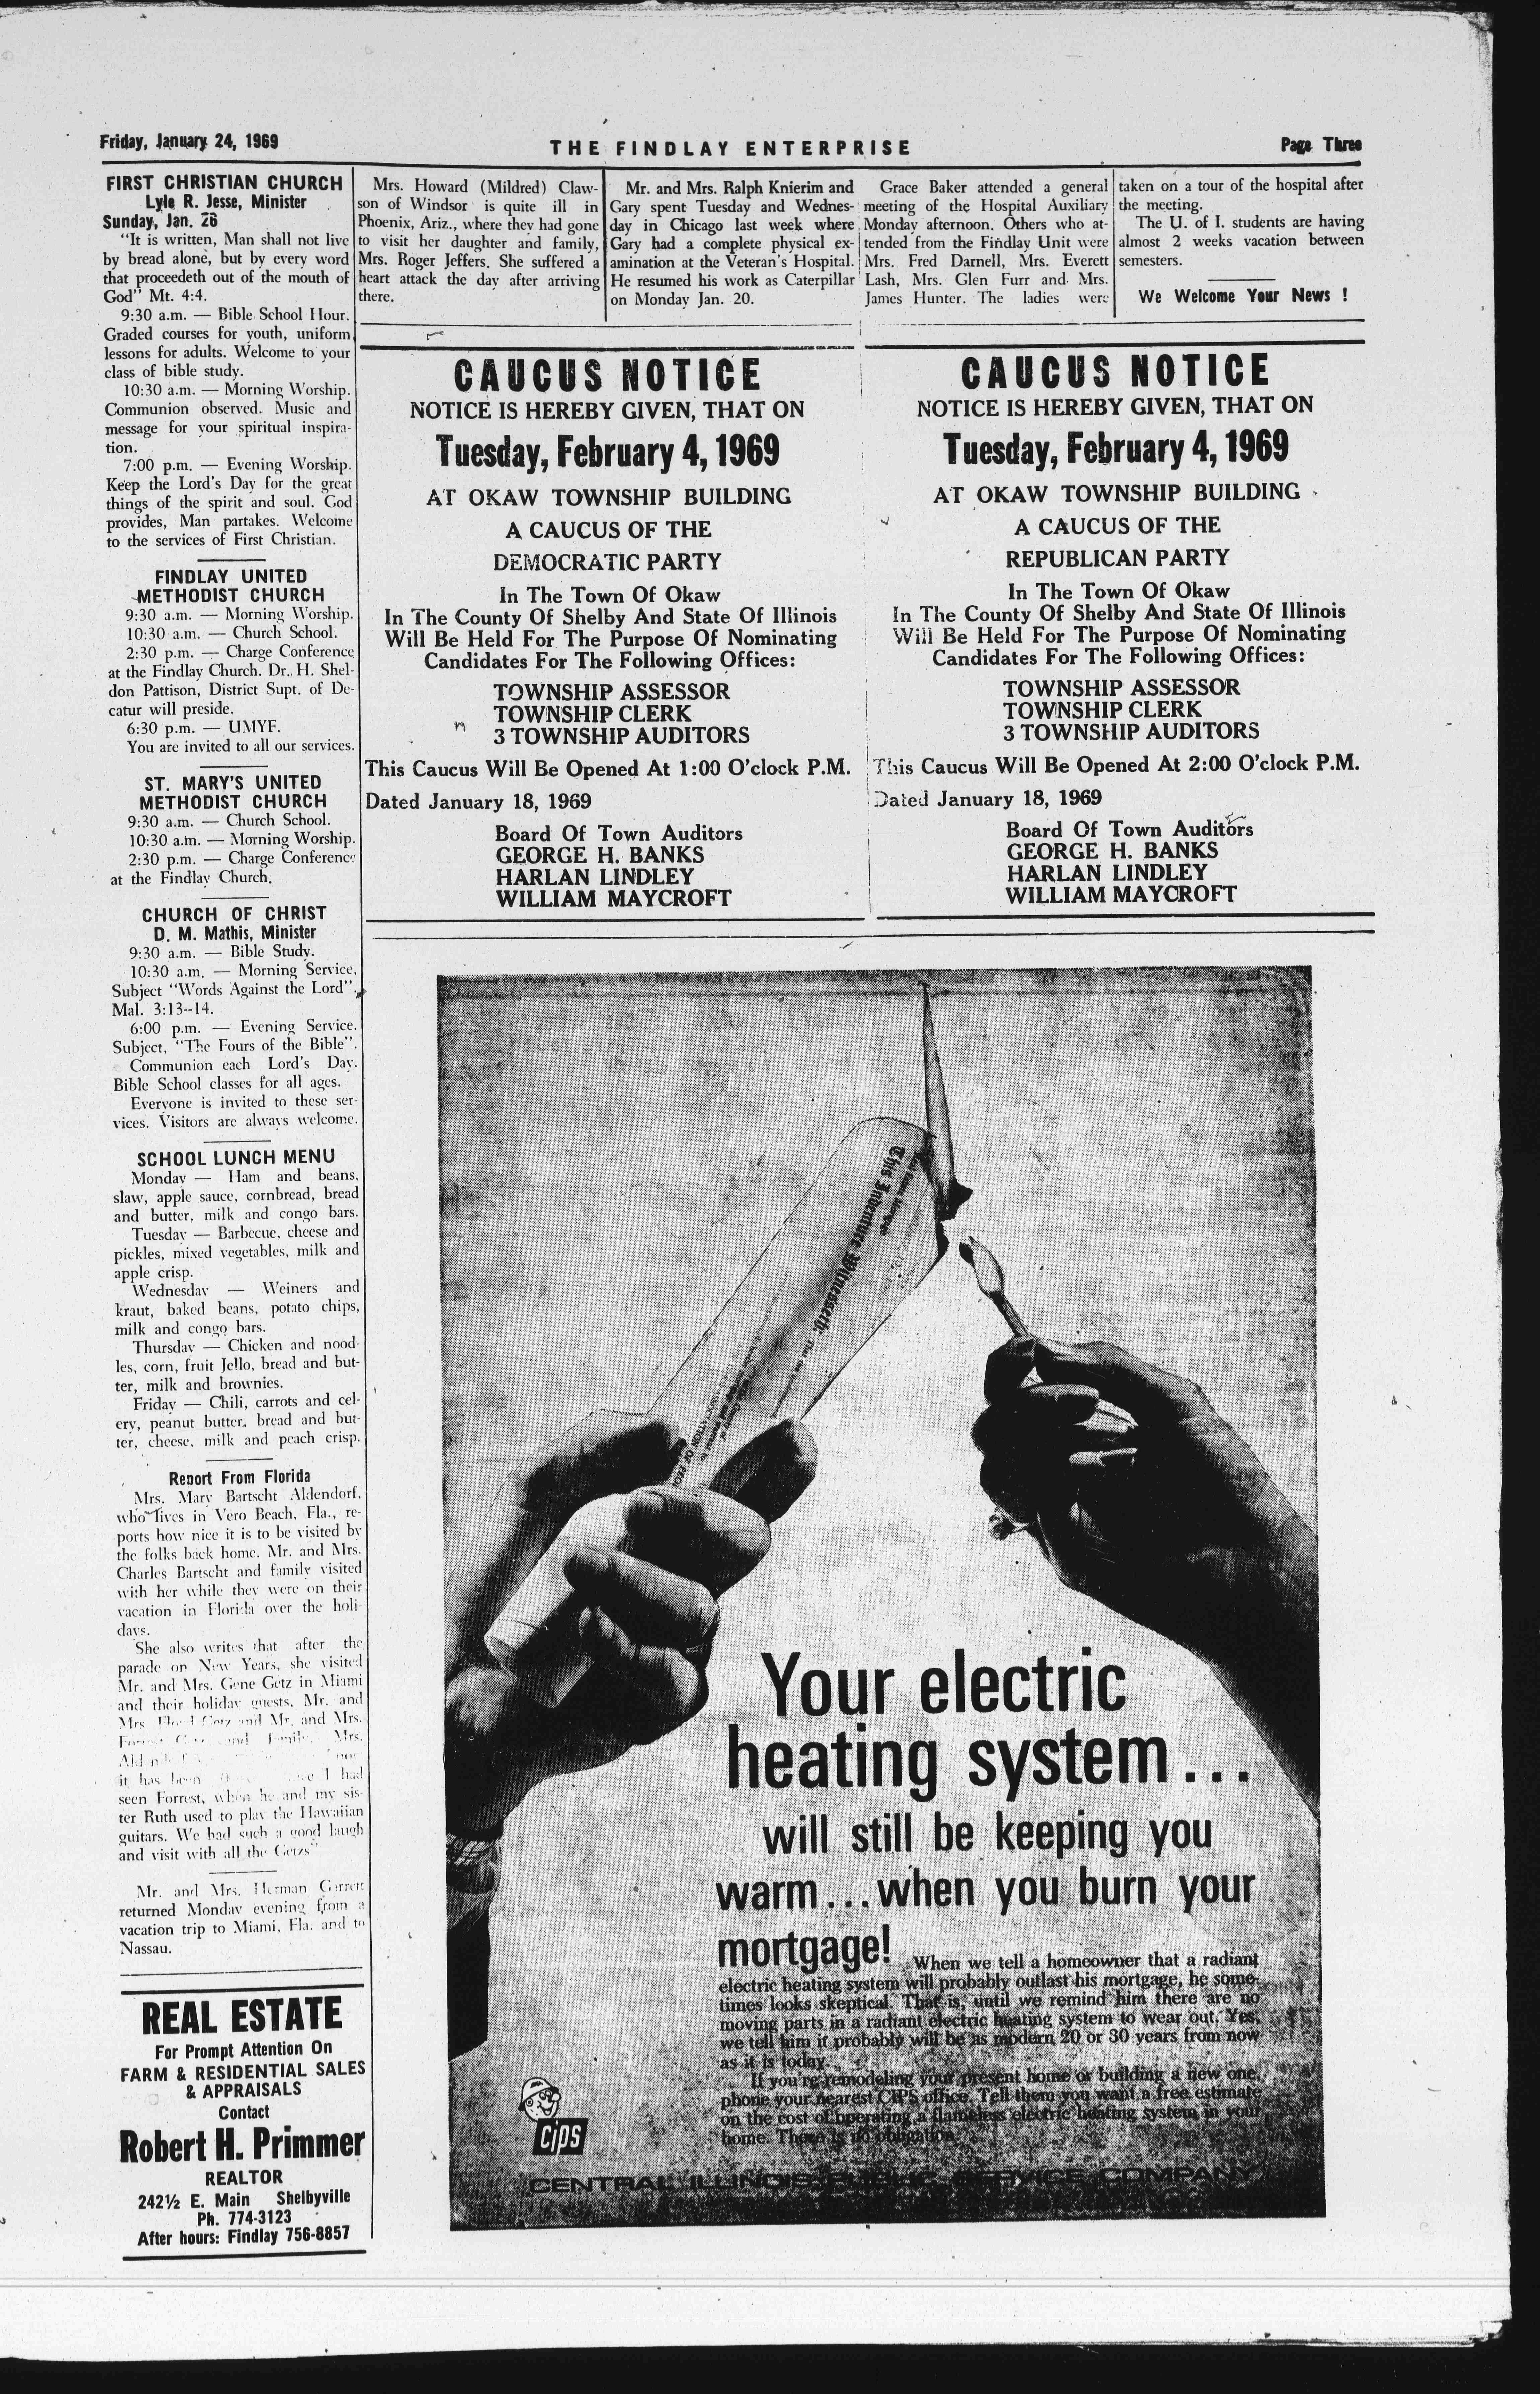 Friday, January 24, 1969
THE FINDLAY ENTERPRISE
Page Three
FIRST CHRISTIAN CHURCH
Lyle R. Jesse, Minister
Sunday, Jan. 26
"It is written, Man shall not live
by bread alone, but by every word
that proceedeth out of the mouth of
God" Mt. 4:4.
9:30 a.m. — Bible School Hour.
Graded courses for youth, uniform
lessons for adults. Welcome to your
class of bible study.
10:30 a.m. — Morning Worship.
Communion observed. Music and
message for your spiritual inspira-
tion.
7:00 p.m. — Evening Worship.
Keep the Lord's Day for the great
things of the spirit and soul. God
provides, Man partakes. Welcome
to the services of First Christian.
FINDLAY UNITED
METHODIST CHURCH
9:30 a.m. — Morning Worship.
10:30 a.m. — Church School.
2:30 p.m. — Charge Conference
at the Findlay Church. Dr. H. Shel-
don Pattison, District Supt. of De-
catur will preside.
6:30 p.m. — UMYF.
You are invited to all our services.
ST. MARY'S UNITED
METHODIST CHURCH
9:30 a.m. — Church School.
10:30 a.m. — Morning Worship.
2:30 p.m. — Charge Conference
at the Findlay Church.
CHURCH OF CHRIST
D. M. Mathis, Minister
9:30 a.m. — Bible Study.
10:30 a.m. — Morning Service.
Subject "Words Against the Lord".
Mal. 3:13--14.
6:00 p.m. — Evening Service.
Subject, "The Fours of the Bible".
Communion each Lord's Day.
Bible School classes for all ages.
Everyone is invited to these ser-
vices. Visitors are always welcome.
SCHOOL LUNCH MENU
Monday — Ham and beans,
slaw, apple sauce, cornbread, bread
and butter, milk and congo bars.
Tuesday — Barbecue, cheese and
pickles, mixed vegetables, milk and
apple crisp.
Wednesday — Weiners and
kraut, baked beans, potato chips,
milk and congo bars.
Thursday — Chicken and nood-
les, corn, fruit Jello, bread and but-
ter, milk and brownies.
Friday — Chili, carrots and cel-
ery, peanut butter, bread and but-
ter, cheese, milk and peach crisp.
Report From Florida
Mrs. Mary Bartscht Aldendorf,
who lives in Vero Beach, Fla., re-
ports how nice it is to be visited by
the folks back home. Mr. and Mrs.
Charles Bartscht and family visited
with her while they were on their
vacation in Florida over the holi-
days.
She also writes that after the
parade on New Years, she visited
Mr. and Mrs. Gene Getz in Miami
and their holiday guests, Mr. and
Mrs. Getz and Mr. and Mrs.
and family. Mrs.
it has been I had
seen Forrest, when he and my sis-
ter Ruth used to play the Hawaiian
guitars. We had such a good laugh
and visit with all the Getzs"
Mr. and Mrs. Herman Garrett
returned Monday evening from a
vacation trip to Miami, Fla. and to
Nassau.
REAL ESTATE
For Prompt Attention On
FARM & RESIDENTIAL SALES
& APPRAISALS
Contact
Robert H. Primmer
REALTOR
242½ E. Main Shelbyville
Ph. 774-3123
After hours: Findlay 756-8857
Mrs. Howard (Mildred) Claw-
son of Windsor is quite ill in
Phoenix, Ariz., where they had gone
to visit her daughter and family,
Mrs. Roger Jeffers. She suffered a
heart attack the day after arriving
there.
Mr. and Mrs. Ralph Knierim and
Gary spent Tuesday and Wednes-
day in Chicago last week where
Gary had a complete physical ex-
amination at the Veteran's Hospital.
He resumed his work as Caterpillar
on Monday Jan. 20.
Grace Baker attended a general
meeting of the Hospital Auxiliary
Monday afternoon. Others who at-
tended from the Findlay Unit were
Mrs. Fred Darnell, Mrs. Everett
Lash, Mrs. Glen Furr and Mrs.
James Hunter. The ladies were
taken on a tour of the hospital after
the meeting.
The U. of I. students are having
almost 2 weeks vacation between
semesters.
We Welcome Your News !
CAUCUS NOTICE
NOTICE IS HEREBY GIVEN, THAT ON
Tuesday, February 4, 1969
AT OKAW TOWNSHIP BUILDING
A CAUCUS OF THE
DEMOCRATIC PARTY
In The Town Of Okaw
In The County Of Shelby And State Of Illinois
Will Be Held For The Purpose Of Nominating
Candidates For The Following Offices:
TOWNSHIP ASSESSOR
TOWNSHIP CLERK
3 TOWNSHIP AUDITORS
This Caucus Will Be Opened At 1:00 O'clock P.M.
Dated January 18, 1969
Board Of Town Auditors
GEORGE H. BANKS
HARLAN LINDLEY
WILLIAM MAYCROFT
CAUCUS NOTICE
NOTICE IS HEREBY GIVEN, THAT ON
Tuesday, February 4, 1969
AT OKAW TOWNSHIP BUILDING
A CAUCUS OF THE
REPUBLICAN PARTY
In The Town Of Okaw
In The County Of Shelby And State Of Illinois
Will Be Held For The Purpose Of Nominating
Candidates For The Following Offices:
TOWNSHIP ASSESSOR
TOWNSHIP CLERK
3 TOWNSHIP AUDITORS
This Caucus Will Be Opened At 2:00 O'clock P.M.
Dated January 18, 1969
Board Of Town Auditors
GEORGE H. BANKS
HARLAN LINDLEY
WILLIAM MAYCROFT
This Indenture Witnesseth,
Your electric
heating system...
will still be keeping you
warm...when you burn your
mortgage! When we tell a homeowner that a radiant
electric heating system will probably outlast his mortgage, he some-
times looks skeptical. That is, until we remind him there are no
moving parts in a radiant electric heating system to wear out. Yes,
we tell him it probably will be as modern 20 or 30 years from now
as it is today.
If you're remodeling your present home or building a new one,
phone your nearest CIPS office. Tell them you want a free estimate
on the cost of operating a flameless electric heating system in your
home. There is no obligation.
CIPS
CENTRAL ILLINOIS PUBLIC SERVICE COMPANY